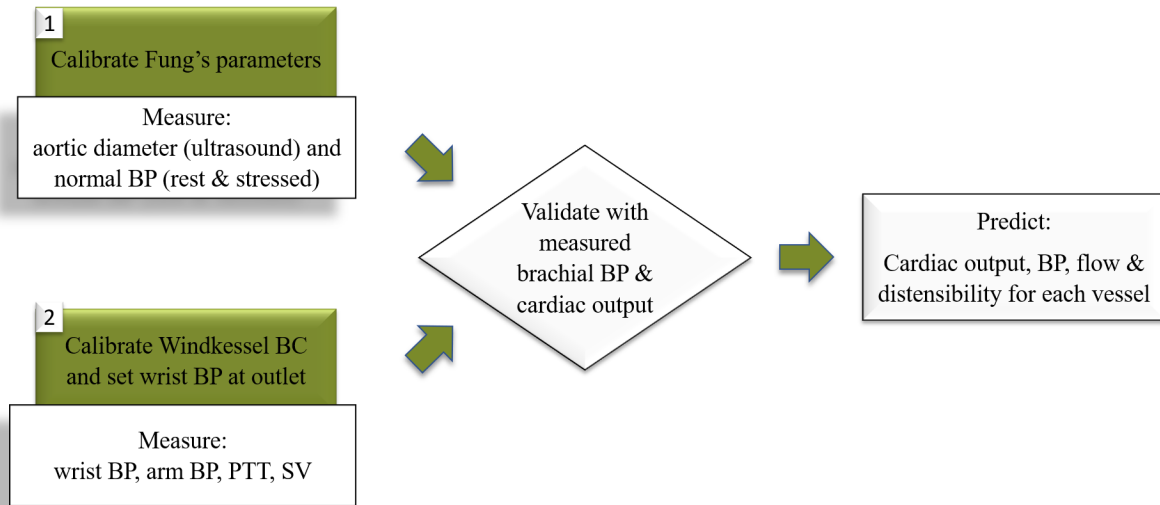 1
Calibrate Fung’s parameters
Measure:
aortic diameter (ultrasound) and
normal BP (rest & stressed)
2
Calibrate Windkessel BC
and set wrist BP at outlet
Measure:
wrist BP, arm BP, PTT, SV
Validate with
measured
brachial BP &
cardiac output
Predict:
Cardiac output, BP, flow &
distensibility for each vessel